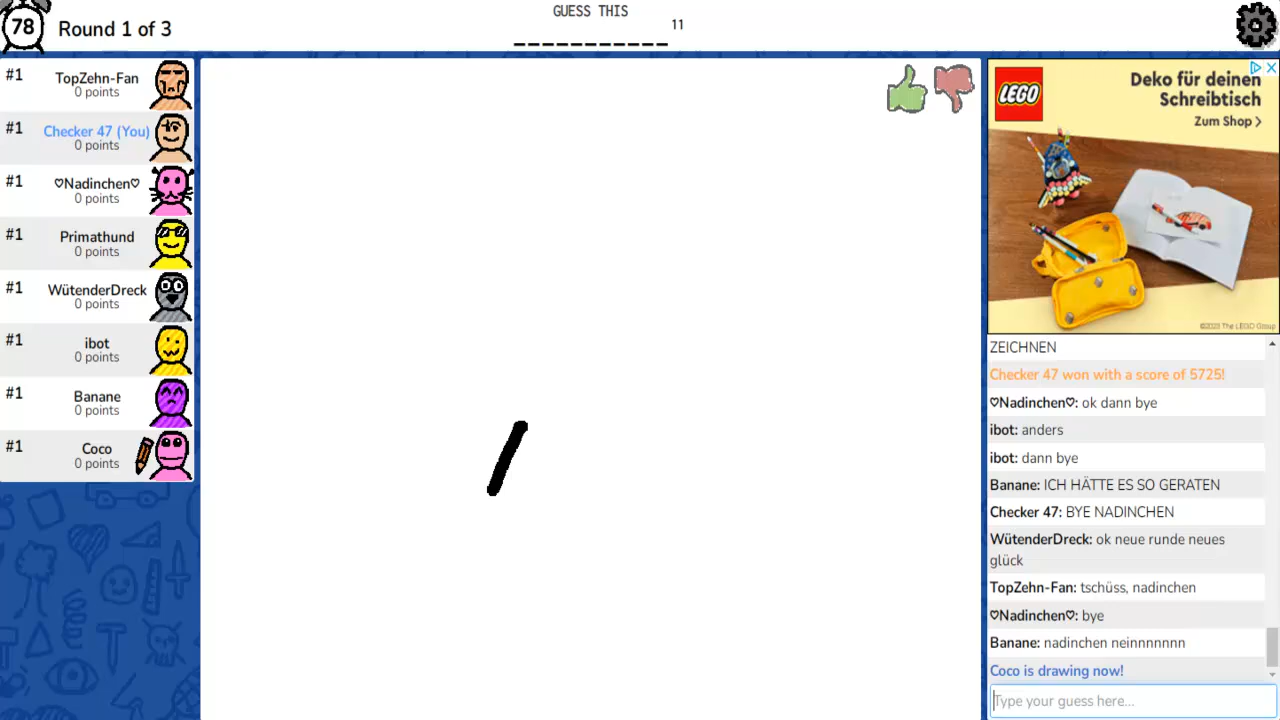 78
Round 1 of 3
GUESS THIS
___________ 11
#1
TopZehn-Fan
0 points
#1
Checker 47 (You)
0 points
#1
♡Nadinchen♡
0 points
#1
Primathund
0 points
#1
WütenderDreck
0 points
#1
ibot
0 points
#1
Banane
0 points
#1
Coco
0 points
LEGO
Deko für deinen
Schreibtisch
Zum Shop >
©2023 The LEGO Group
ZEICHNEN
Checker 47 won with a score of 5725!
♡Nadinchen♡: ok dann bye
ibot: anders
ibot: dann bye
Banane: ICH HÄTTE ES SO GERATEN
Checker 47: BYE NADINCHEN
WütenderDreck: ok neue runde neues
glück
TopZehn-Fan: tschüss, nadinchen
♡Nadinchen♡: bye
Banane: nadinchen neinnnnnnn
Coco is drawing now!
Type your guess here...